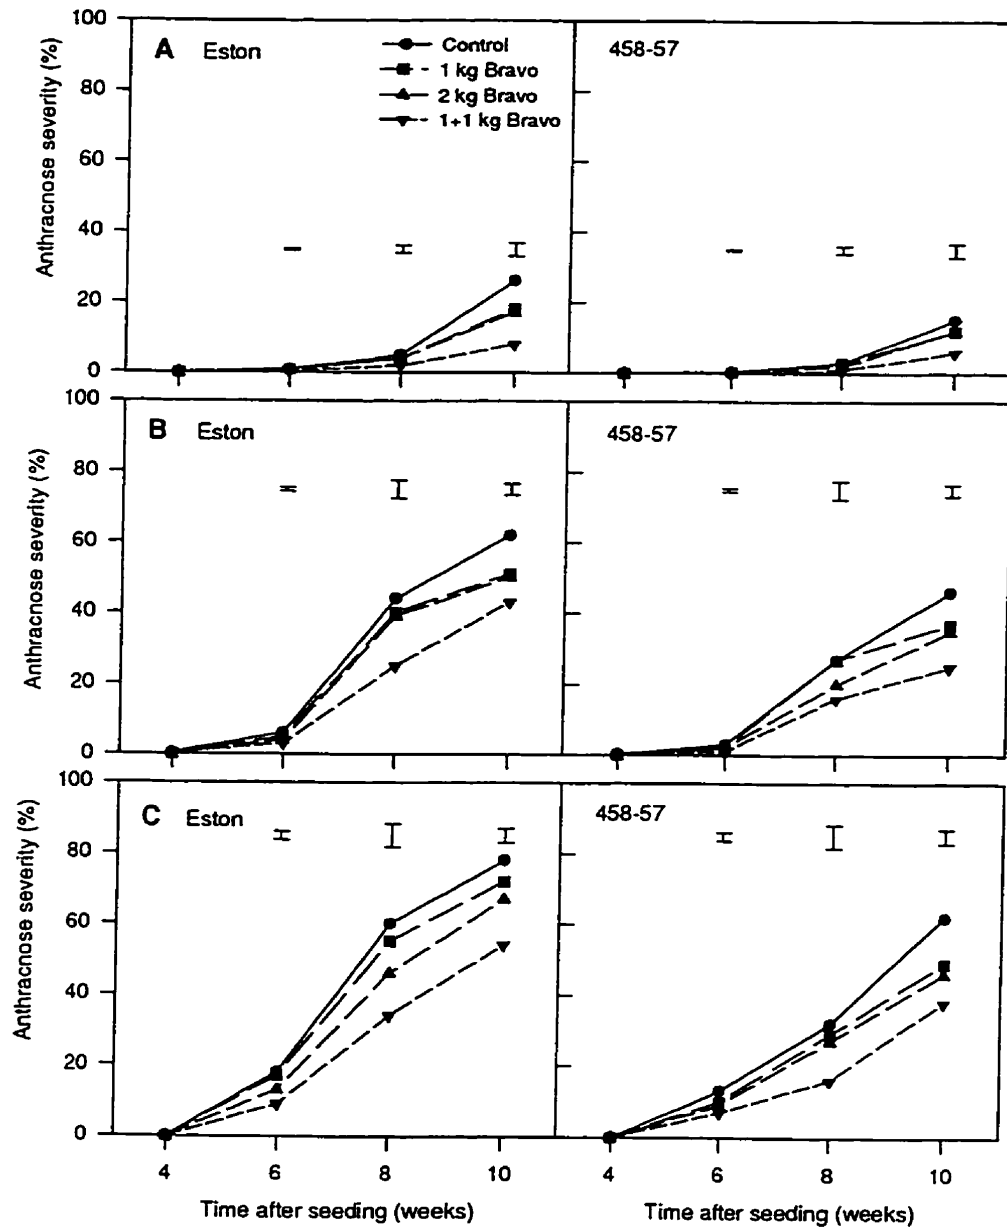 A Eston
458-57
Control
1 kg Bravo
2 kg Bravo
1+1 kg Bravo
Anthracnose severity (%)
100
80
60
40
20
0
B Eston
458-57
Anthracnose severity (%)
100
80
60
40
20
0
C Eston
458-57
Anthracnose severity (%)
100
80
60
40
20
0
4 6 8 10 4 6 8 10
Time after seeding (weeks) Time after seeding (weeks)